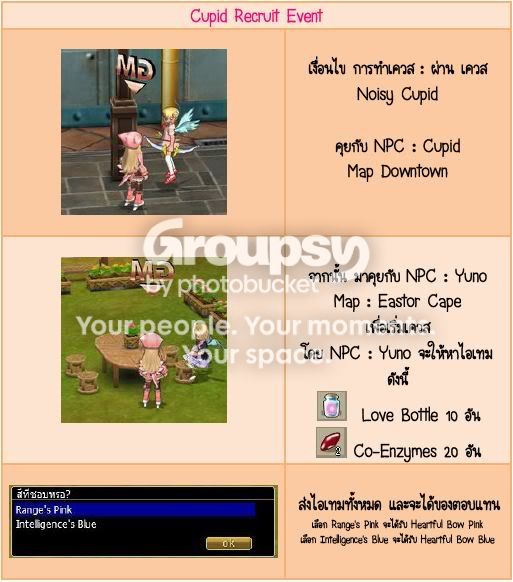 Cupid Recruit Event
GM
เงื่อนไข การทำเควส : ผ่าน เควส
Noisy Cupid
คุยกับ NPC : Cupid
Map Downtown
GM
จากนั้น มาคุยกับ NPC : Yuno
Map : Eastor Cape
เพื่อเริ่มเควส
โดย NPC : Yuno จะให้หาไอเทม
ดังนี้
Love Bottle 10 อัน
2
Co-Enzymes 20 อัน
Groupsy
by photobucket
Your people. Your moments.
Your space.
สีที่ชอบหรอ?
Range's Pink
Intelligence's Blue
OK
ส่งไอเทมทั้งหมด และจะได้ของตอบแทน
เลือก Range's Pink จะได้รับ Heartful Bow Pink
เลือก Intelligence's Blue จะได้รับ Heartful Bow Blue